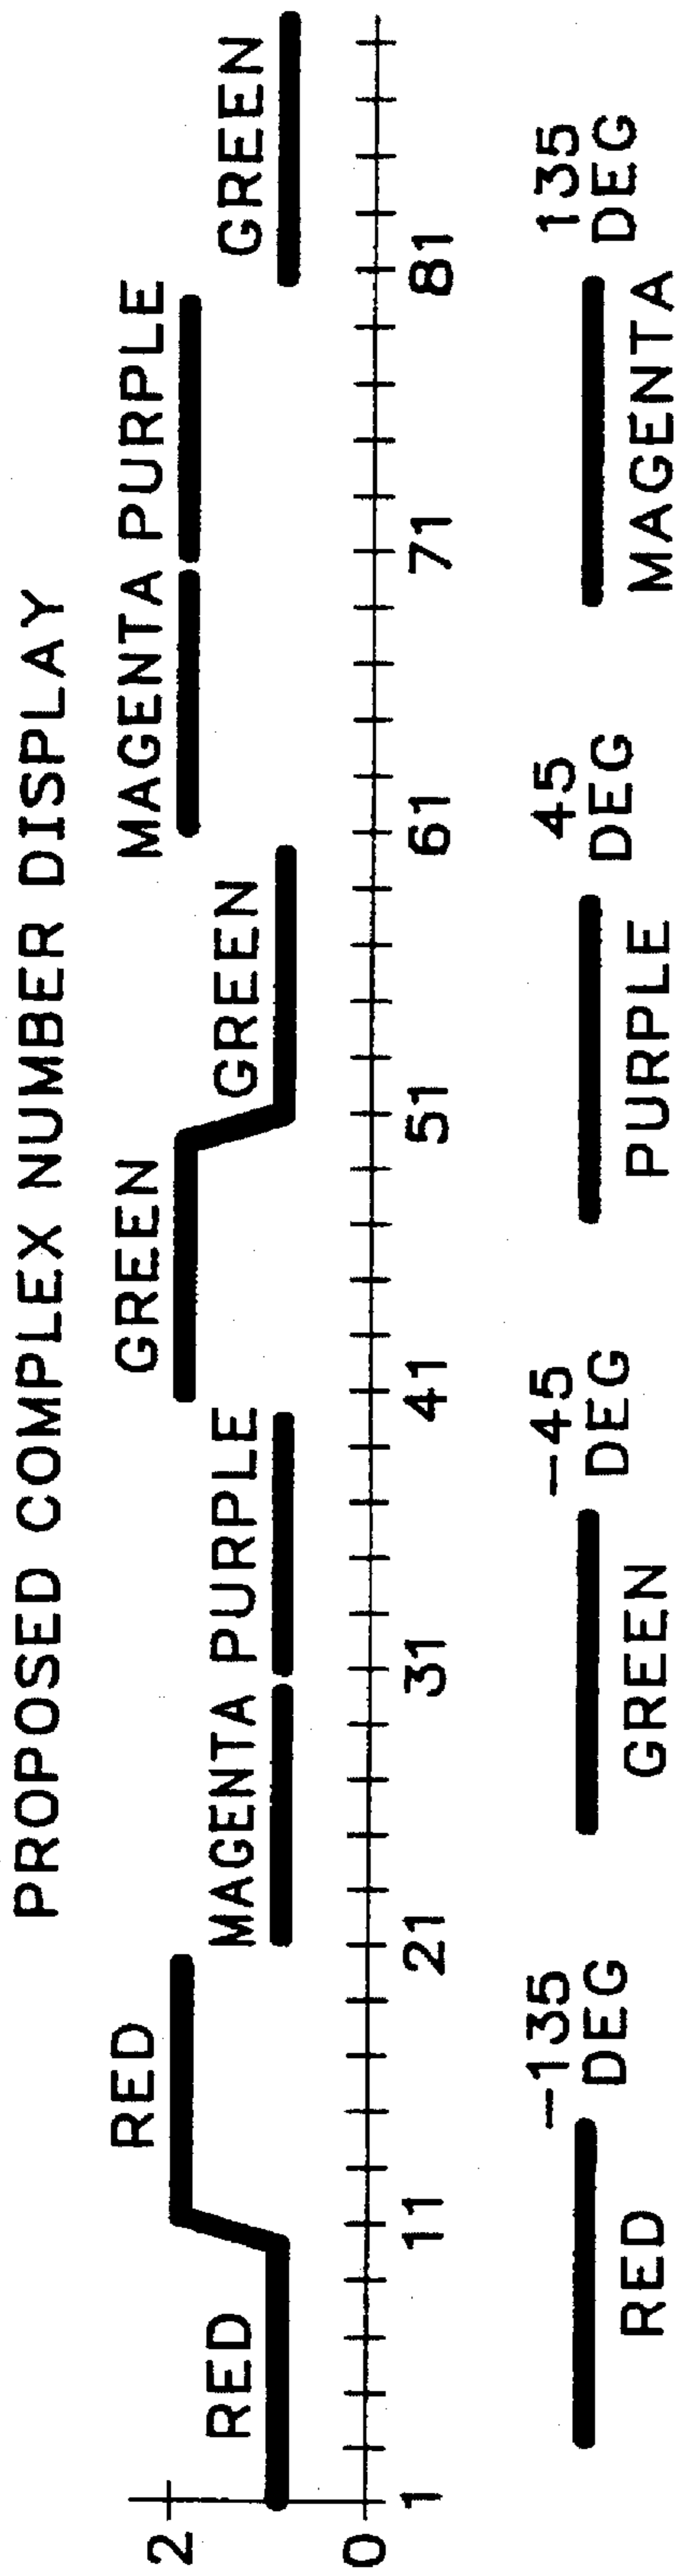 PROPOSED COMPLEX NUMBER DISPLAY
RED
GREEN
MAGENTA PURPLE
RED
MAGENTA PURPLE
GREEN
GREEN
2
0
1
11
21
31
41
51
61
71
81
-135
DEG
-45
DEG
45
DEG
135
DEG
RED
GREEN
PURPLE
MAGENTA